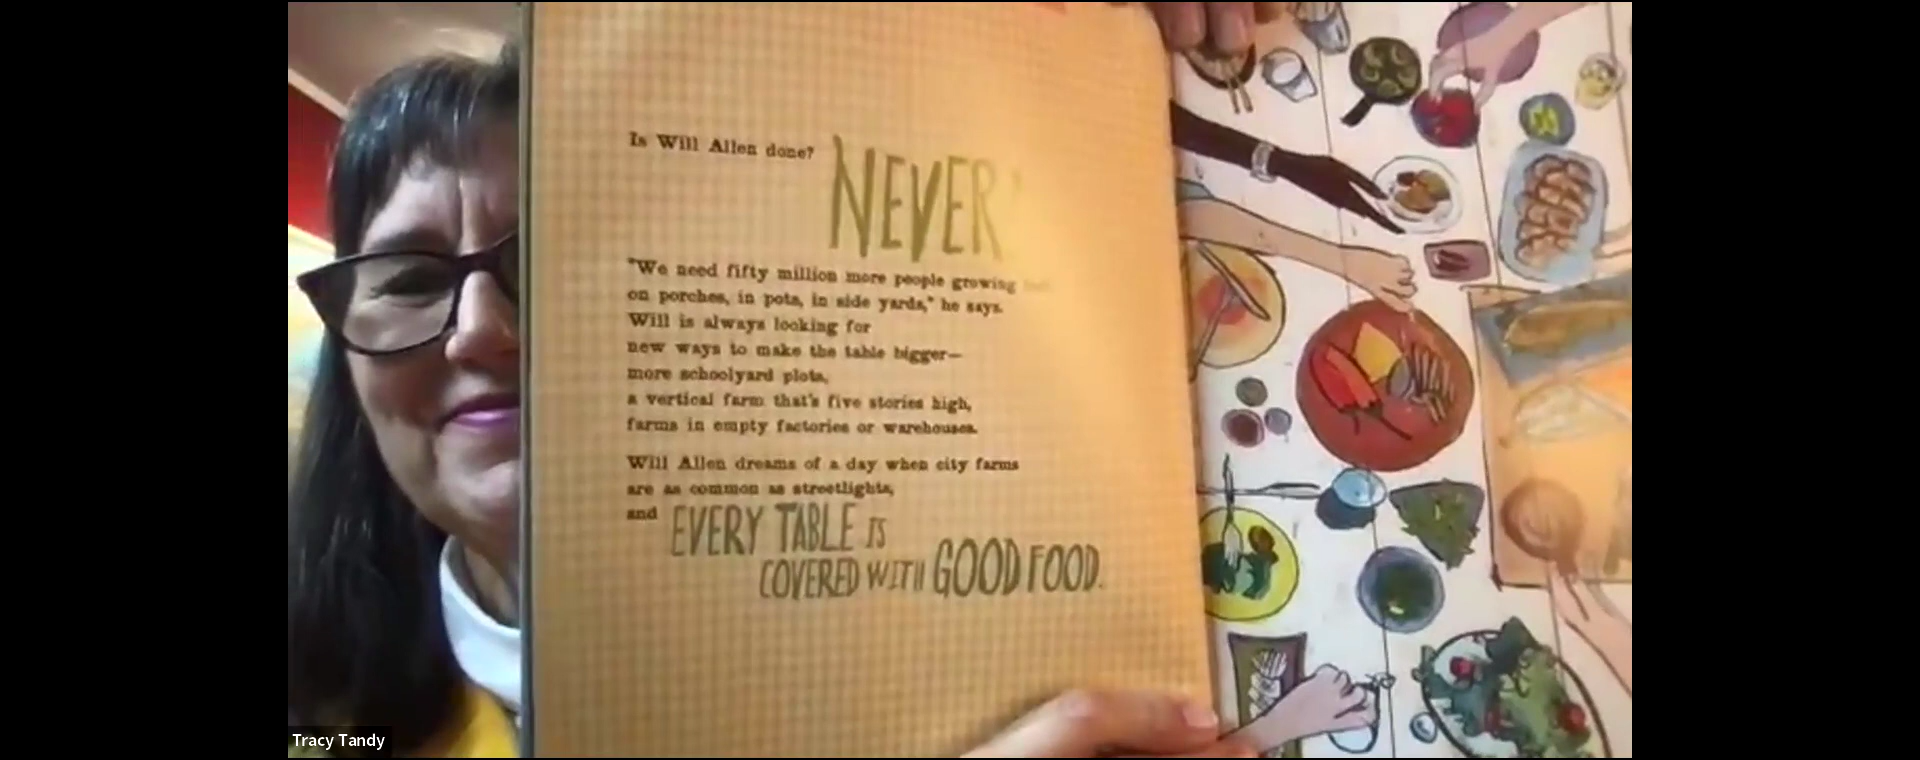 Is Will Allen done? NEVER
"We need fifty million more people growing
on porches, in pots, in side yards," he says.
Will is always looking for
new ways to make the table bigger—
more schoolyard plots,
a vertical farm that's five stories high,
farms in empty factories or warehouses.
Will Allen dreams of a day when city farms
are as common as streetlights,
and EVERY TABLE IS
COVERED WITH GOOD FOOD.
Tracy Tandy